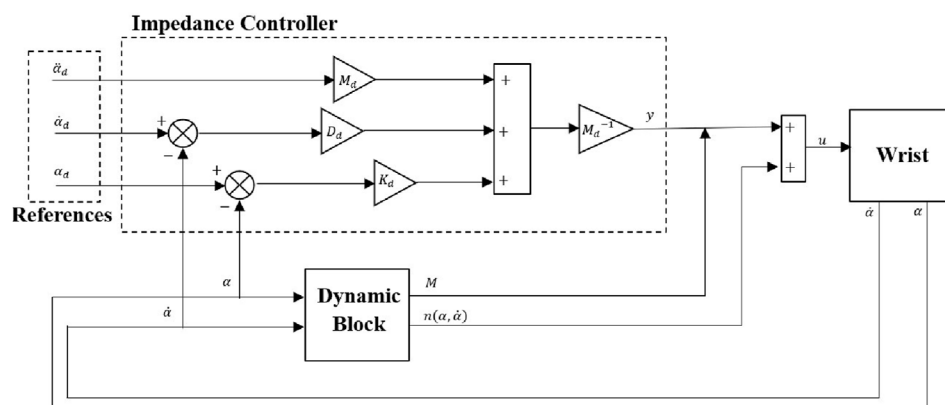 Impedance Controller
α̈_d
M_d
+
α̇_d
+
−
D_d
+
M_d⁻¹
y
+
u
Wrist
α_d
+
−
K_d
+
+
References
α̇
α
α
α̇
Dynamic
Block
M
n(α, α̇)